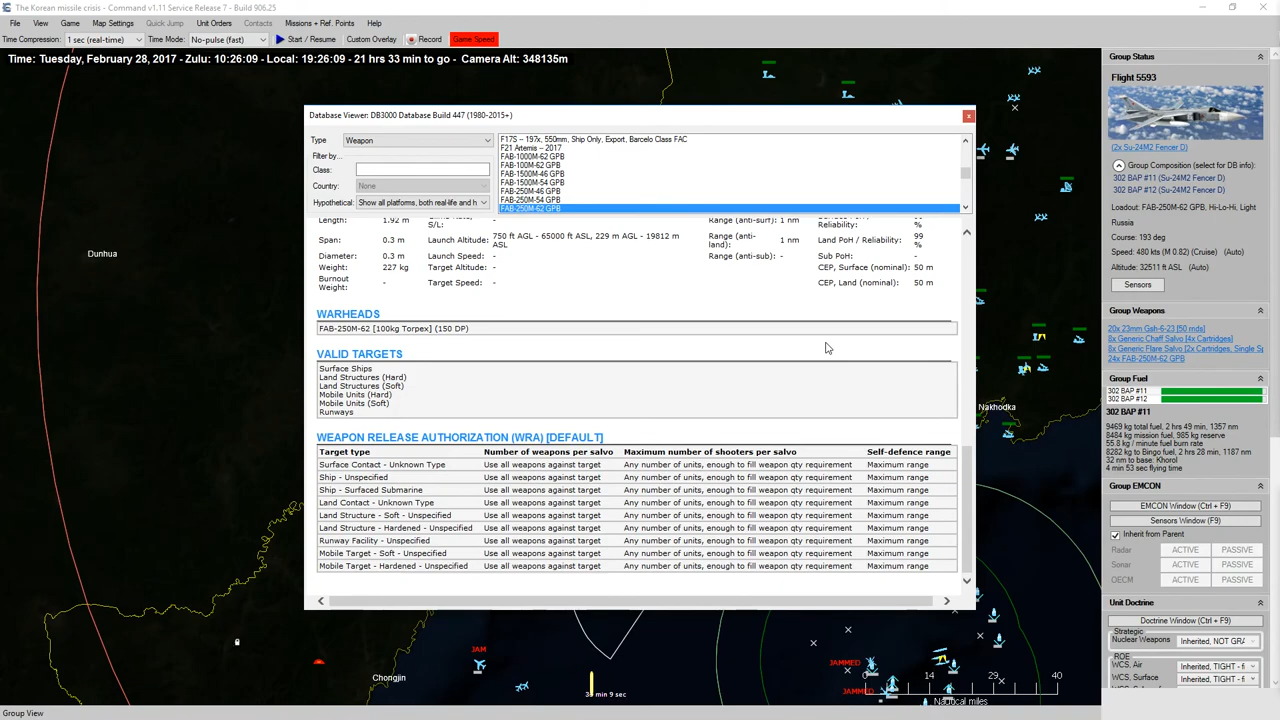 The Korean missile crisis - Command v1.11 Service Release 7 - Build 906.25
File View Game Map Settings Quick Jump Unit Orders Contacts Missions + Ref. Points Help
Time Compression: 1 sec (real-time) Time Mode: No-pulse (fast) Start / Resume Custom Overlay Record Game Speed
Time: Tuesday, February 28, 2017 - Zulu: 10:26:09 - Local: 19:26:09 - 21 hrs 33 min to go - Camera Alt: 348135m
Dunhua
Chongjin
Nakhodka
JAM
JAMMED
JAMMED
min 9 sec
0 14 29 40
Nautical miles
Database Viewer: DB3000 Database Build 447 (1980-2015+)
Type Weapon
Filter by...
Class:
Country: None
Hypothetical: Show all platforms, both real-life and h
F17S -- 197x, 550mm, Ship Only, Export, Barcelo Class FAC
F21 Artemis -- 2017
FAB-1000M-62 GPB
FAB-100M-62 GPB
FAB-1500M-46 GPB
FAB-1500M-54 GPB
FAB-250M-46 GPB
FAB-250M-54 GPB
FAB-250M-62 GPB
Length: 1.92 m S/L: Range (anti-surf): 1 nm Reliability: %
Span: 0.3 m Launch Altitude: 750 ft AGL - 65000 ft ASL, 229 m AGL - 19812 m ASL Range (anti-land): 1 nm Land PoH / Reliability: 99 %
Diameter: 0.3 m Launch Speed: - Range (anti-sub): - Sub PoH: -
Weight: 227 kg Target Altitude: - CEP, Surface (nominal): 50 m
Burnout Weight: - Target Speed: - CEP, Land (nominal): 50 m
WARHEADS
FAB-250M-62 [100kg Torpex] (150 DP)
VALID TARGETS
Surface Ships
Land Structures (Hard)
Land Structures (Soft)
Mobile Units (Hard)
Mobile Units (Soft)
Runways
WEAPON RELEASE AUTHORIZATION (WRA) [DEFAULT]
Target type Number of weapons per salvo Maximum number of shooters per salvo Self-defence range
Surface Contact - Unknown Type Use all weapons against target Any number of units, enough to fill weapon qty requirement Maximum range
Ship - Unspecified Use all weapons against target Any number of units, enough to fill weapon qty requirement Maximum range
Ship - Surfaced Submarine Use all weapons against target Any number of units, enough to fill weapon qty requirement Maximum range
Land Contact - Unknown Type Use all weapons against target Any number of units, enough to fill weapon qty requirement Maximum range
Land Structure - Soft - Unspecified Use all weapons against target Any number of units, enough to fill weapon qty requirement Maximum range
Land Structure - Hardened - Unspecified Use all weapons against target Any number of units, enough to fill weapon qty requirement Maximum range
Runway Facility - Unspecified Use all weapons against target Any number of units, enough to fill weapon qty requirement Maximum range
Mobile Target - Soft - Unspecified Use all weapons against target Any number of units, enough to fill weapon qty requirement Maximum range
Mobile Target - Hardened - Unspecified Use all weapons against target Any number of units, enough to fill weapon qty requirement Maximum range
Group Status
Flight 5593
(2x Su-24M2 Fencer D)
Group Composition (select for DB info):
302 BAP #11 (Su-24M2 Fencer D)
302 BAP #12 (Su-24M2 Fencer D)
Loadout: FAB-250M-62 GPB, Hi-Lo-Hi, Light
Russia
Course: 193 deg
Speed: 480 kts (M 0.82) (Cruise) (Auto)
Altitude: 32511 ft ASL (Auto)
Sensors
Group Weapons
20x 23mm Gsh-6-23 [50 rnds]
8x Generic Chaff Salvo [4x Cartridges]
8x Generic Flare Salvo [2x Cartridges, Single Sp
24x FAB-250M-62 GPB
Group Fuel
302 BAP #11
302 BAP #12
302 BAP #11
9469 kg total fuel, 2 hrs 49 min, 1357 nm
8484 kg mission fuel, 985 kg reserve
55.8 kg / minute fuel burn rate
8282 kg to Bingo fuel, 2 hrs 28 min, 1187 nm
32 nm to base: Khorol
4 min 53 sec flying time
Group EMCON
EMCON Window (Ctrl + F9)
Sensors Window (F9)
Inherit from Parent
Radar ACTIVE PASSIVE
Sonar ACTIVE PASSIVE
OECM ACTIVE PASSIVE
Unit Doctrine
Doctrine Window (Ctrl + F9)
Strategic
Nuclear Weapons Inherited, NOT GRA
ROE
WCS, Air Inherited, TIGHT - fi
WCS, Surface Inherited, TIGHT - fi
Group View